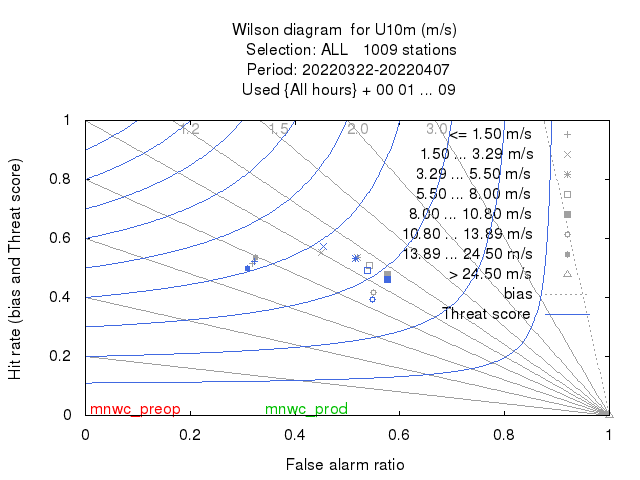 Wilson diagram  for U10m (m/s)
Selection: ALL   1009 stations
Period: 20220322-20220407
Used {All hours} + 00 01 ... 09
Hit rate (bias and Threat score)
1
0.8
0.6
0.4
0.2
0
1.2
1.5
2.0
3.0
<= 1.50 m/s
1.50 ... 3.29 m/s
3.29 ... 5.50 m/s
5.50 ... 8.00 m/s
8.00 ... 10.80 m/s
10.80 ... 13.89 m/s
13.89 ... 24.50 m/s
> 24.50 m/s
bias
Threat score
mnwc_preop
mnwc_prod
0
0.2
0.4
0.6
0.8
1
False alarm ratio